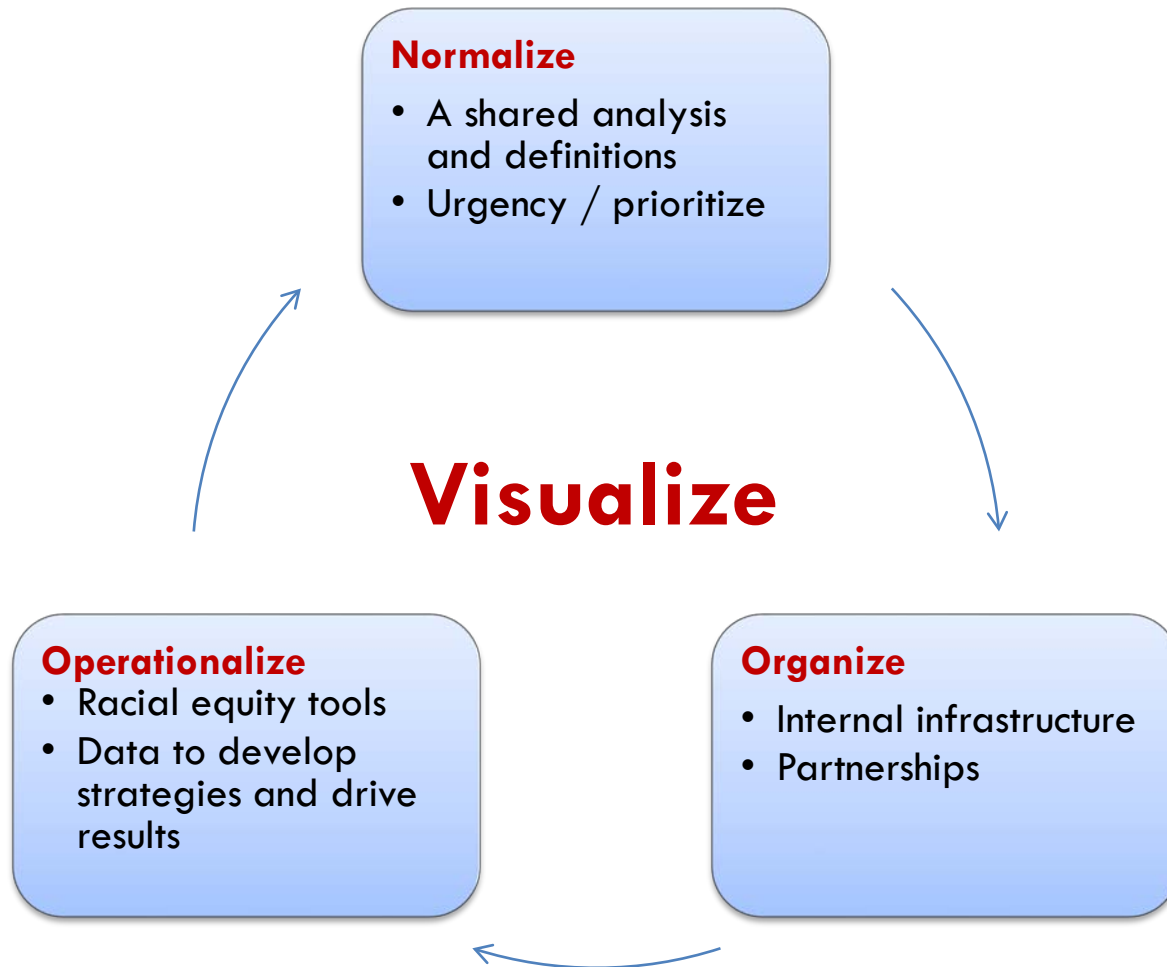 Normalize
• A shared analysis
and definitions
• Urgency / prioritize
Visualize
Operationalize
• Racial equity tools
• Data to develop
strategies and drive
results
Organize
• Internal infrastructure
• Partnerships